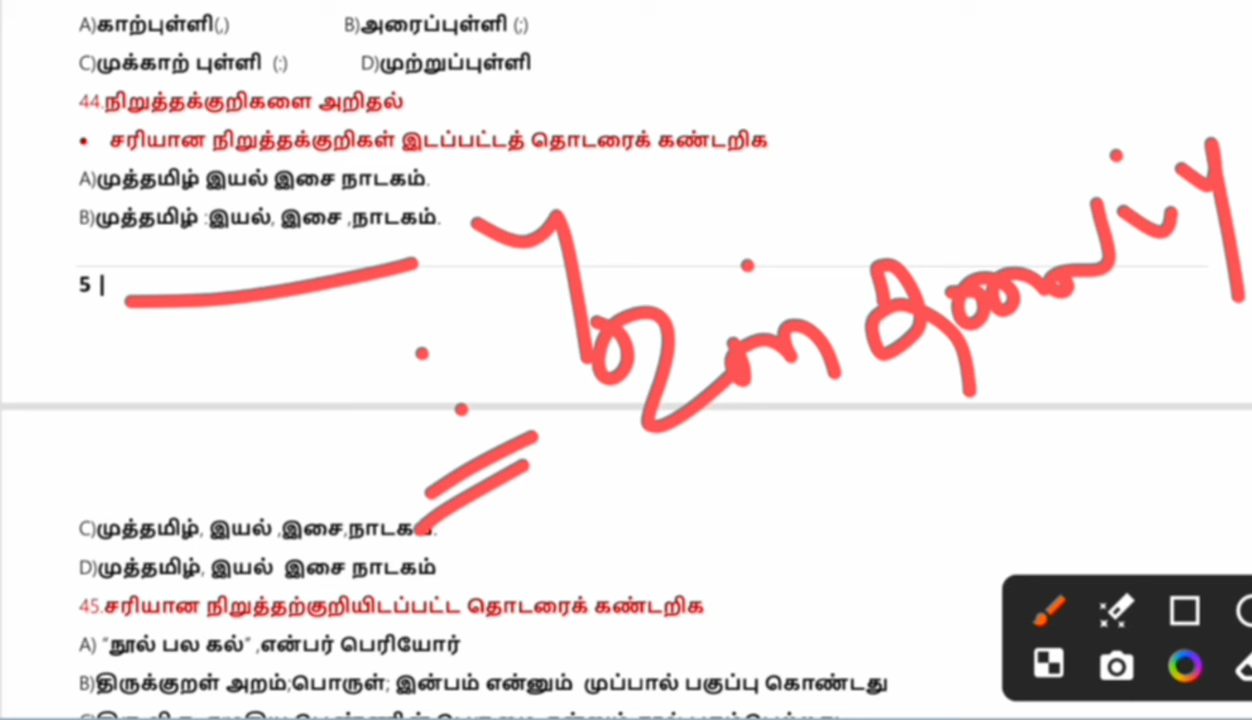 A)காற்புள்ளி(,) B)அரைப்புள்ளி (;)
C)முக்காற் புள்ளி (:) D)முற்றுப்புள்ளி
44.நிறுத்தக்குறிகளை அறிதல்
• சரியான நிறுத்தக்குறிகள் இடப்பட்டத் தொடரைக் கண்டறிக
A)முத்தமிழ் இயல் இசை நாடகம்.
B)முத்தமிழ் :இயல், இசை ,நாடகம்.
5 |
C)முத்தமிழ், இயல் ,இசை,நாடகம்.
D)முத்தமிழ், இயல் இசை நாடகம்
45.சரியான நிறுத்தற்குறியிடப்பட்ட தொடரைக் கண்டறிக
A) “நூல் பல கல்” ,என்பர் பெரியோர்
B)திருக்குறள் அறம்;பொருள்; இன்பம் என்னும் முப்பால் பகுப்பு கொண்டது